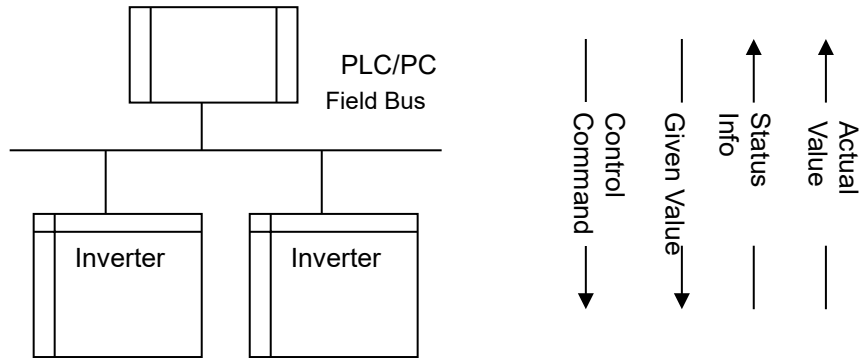 PLC/PC
Field Bus
Inverter
Inverter
Control
Command
Given Value
Status
Info
Actual
Value